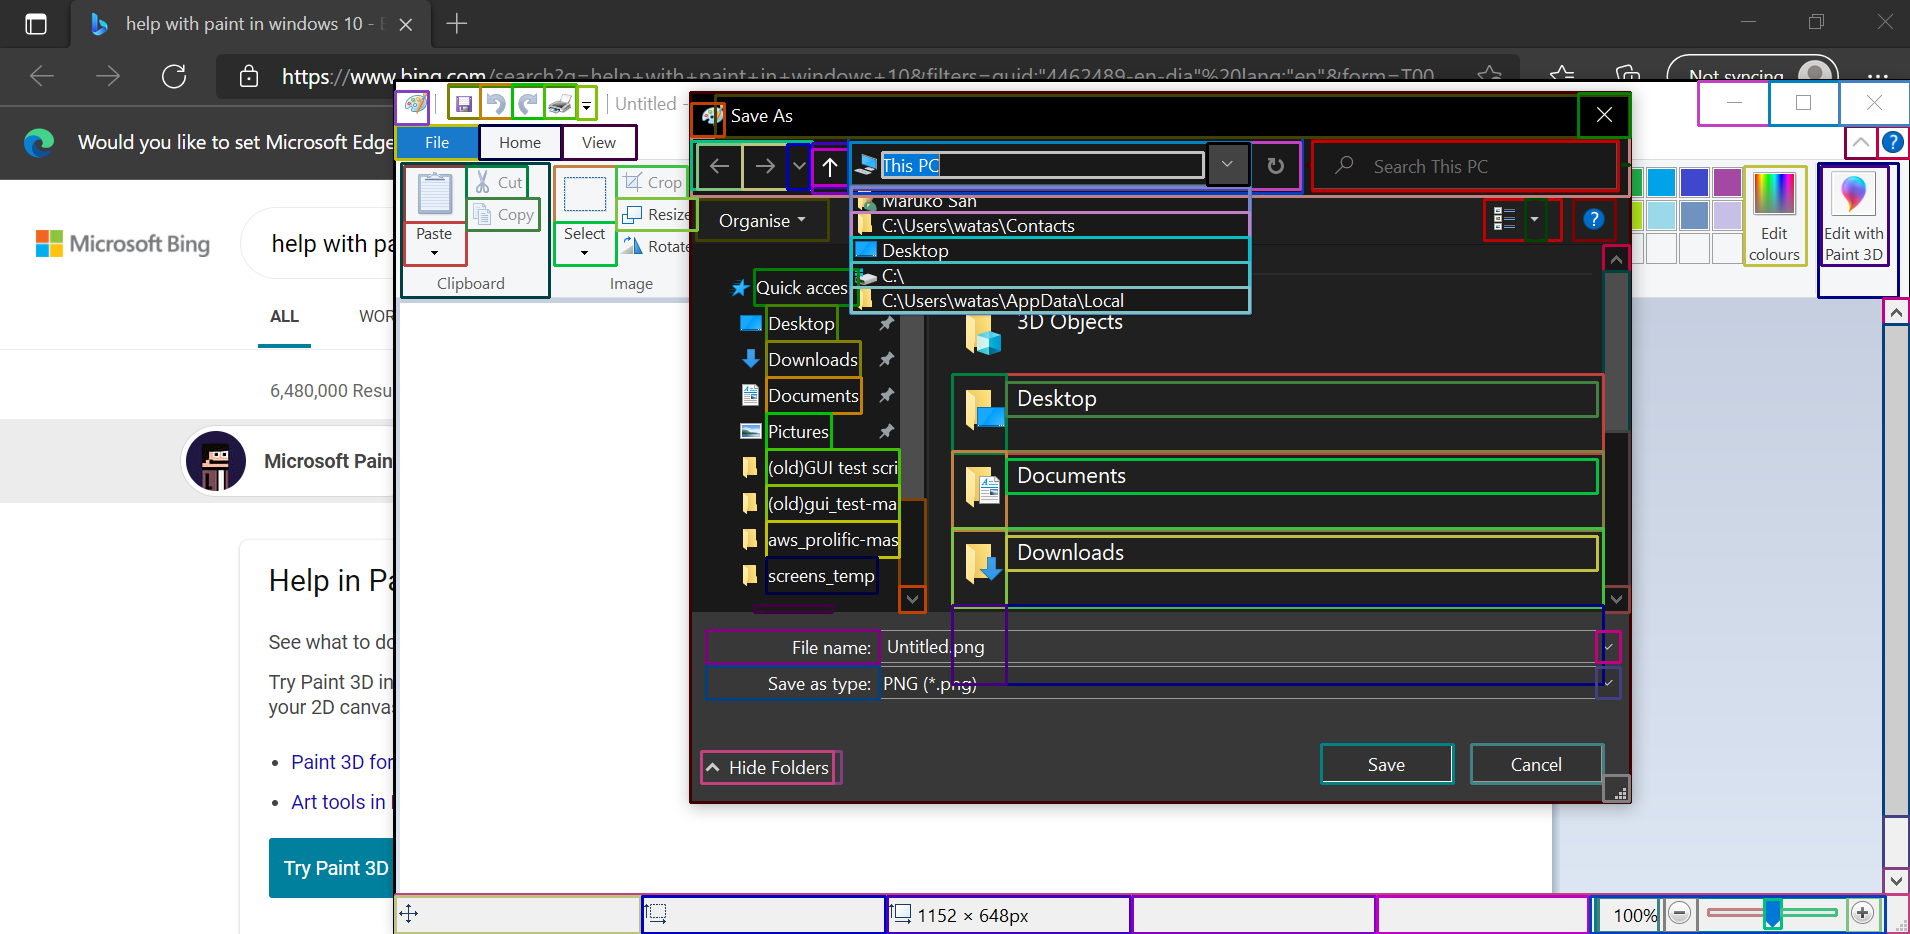 help with paint in windows 10 -
https://www.bing.com/search?q=help+with+paint+in+windows+10&filters=guid:"4462489-en-dia"%20lang:"en"&form=T00
Not syncing
Would you like to set Microsoft Edge
Untitled -
File
Home
View
Paste
Cut
Copy
Clipboard
Select
Crop
Resize
Rotate
Image
Edit colours
Edit with Paint 3D
Save As
This PC
Search This PC
Maruko San
C:\Users\watas\Contacts
Desktop
C:\
C:\Users\watas\AppData\Local
Organise
Quick acces
Desktop
Downloads
Documents
Pictures
(old)GUI test scri
(old)gui_test-ma
aws_prolific-mas
screens_temp
3D Objects
Desktop
Documents
Downloads
File name:
Untitled.png
Save as type:
PNG (*.png)
Hide Folders
Save
Cancel
Microsoft Bing
help with pa
ALL
WOR
6,480,000 Resu
Microsoft Pain
Help in Pa
See what to do
Try Paint 3D in
your 2D canva
Paint 3D for
Art tools in
Try Paint 3D
1152 × 648px
100%